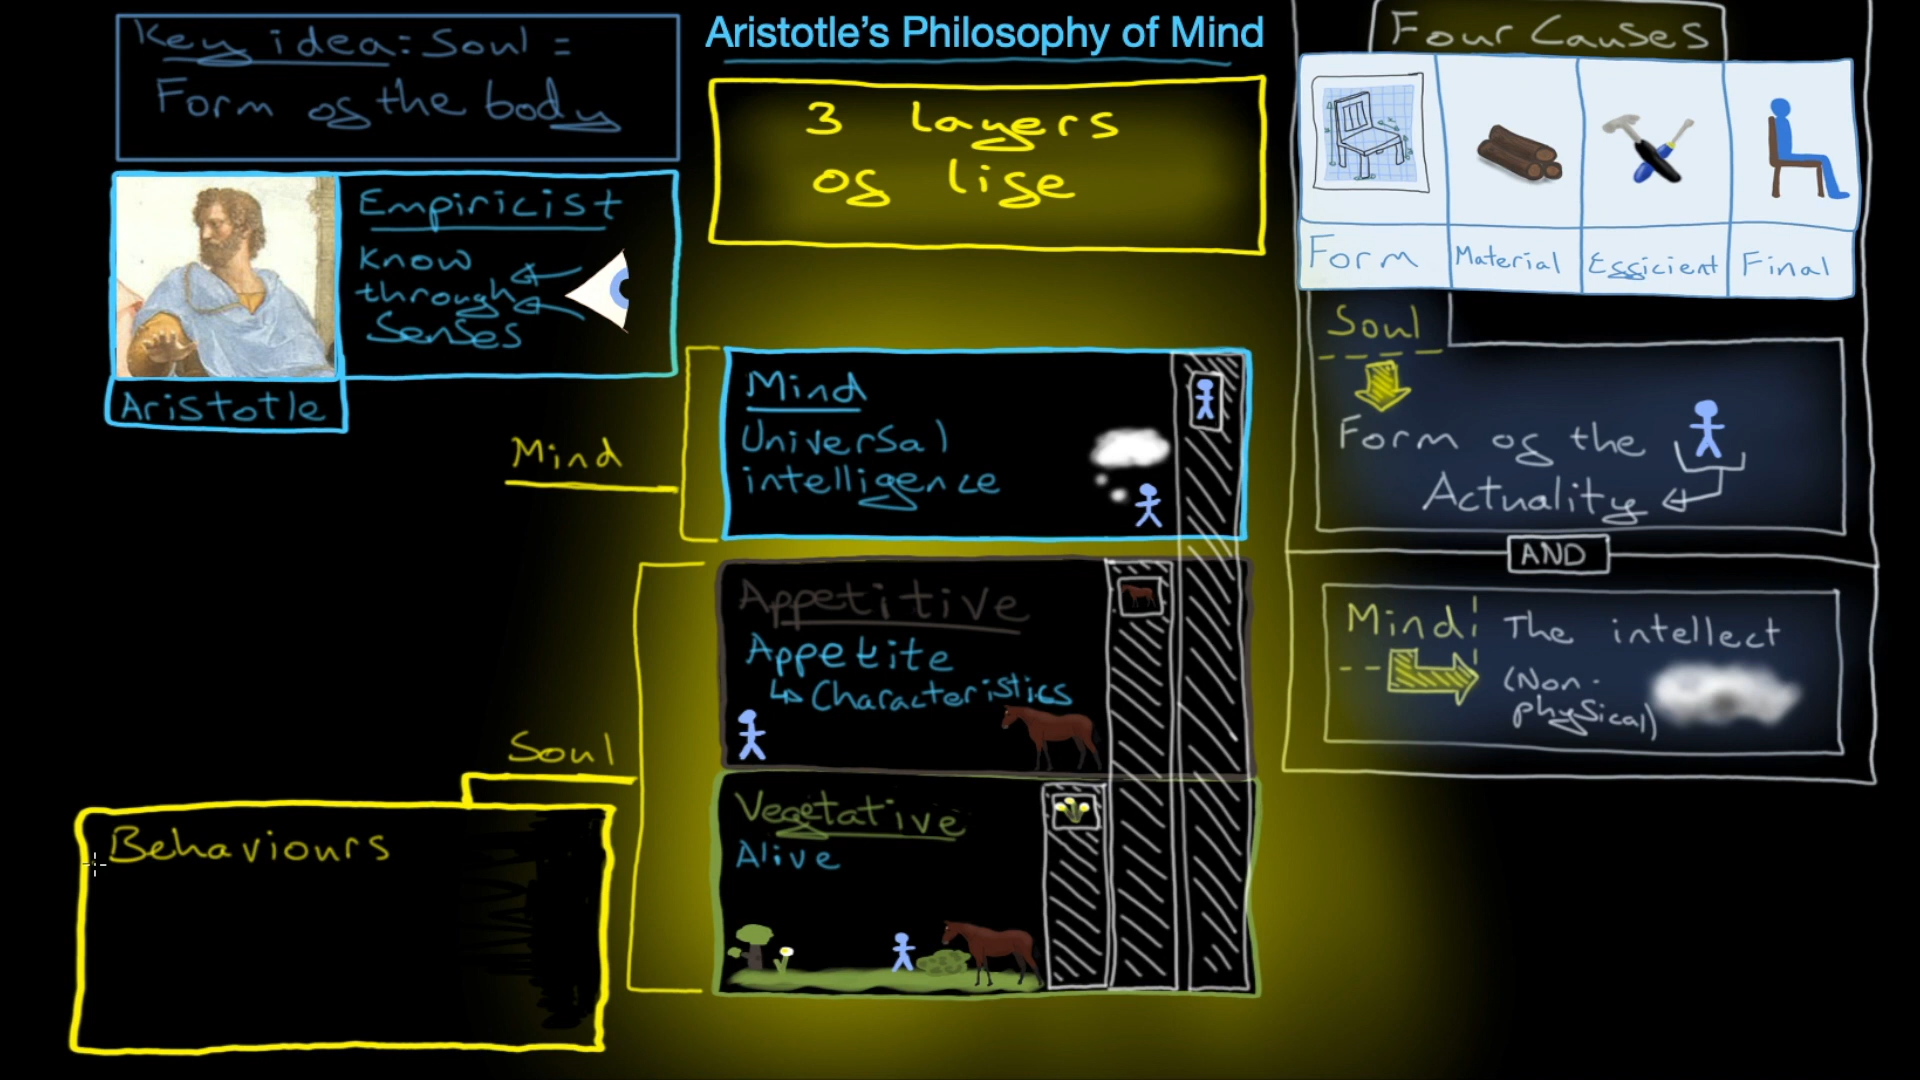 Key idea: Soul =
Form of the body
Aristotle's Philosophy of Mind
3 layers
of life
Four Causes
Form
Material
Efficient
Final
Empiricist
Know
through
Senses
Aristotle
Mind
Mind
Universal
intelligence
Appetitive
Appetite
↳ Characteristics
Soul
Vegetative
Alive
Behaviours
Soul
Form of the
Actuality
AND
Mind
The intellect
(Non-
physical)